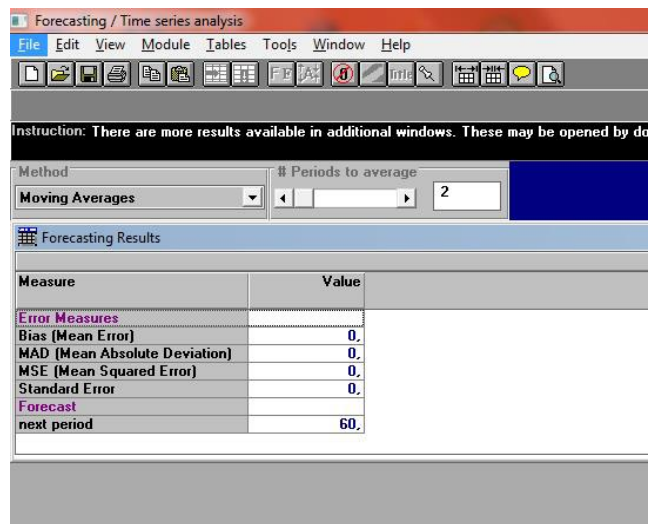 Forecasting / Time series analysis
File Edit View Module Tables Tools Window Help
Title
Instruction: There are more results available in additional windows. These may be opened by do
Method
# Periods to average
Moving Averages
2
Forecasting Results
Measure Value
Error Measures
Bias (Mean Error) 0,
MAD (Mean Absolute Deviation) 0,
MSE (Mean Squared Error) 0,
Standard Error 0,
Forecast
next period 60,